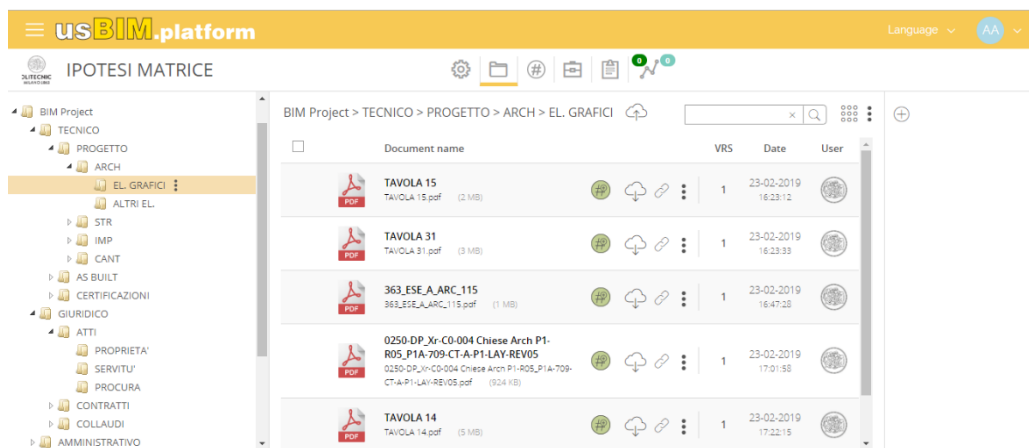 usBIM.platform
Language
AA
POLITECNIC
IPOTESI MATRICE
#
0
0
BIM Project
TECNICO
PROGETTO
ARCH
EL. GRAFICI
ALTRI EL.
STR
IMP
CANT
AS BUILT
CERTIFICAZIONI
GIURIDICO
ATTI
PROPRIETA'
SERVITU'
PROCURA
CONTRATTI
COLLAUDI
AMMINISTRATIVO
BIM Project > TECNICO > PROGETTO > ARCH > EL. GRAFICI
×
Document name VRS Date User
PDF
TAVOLA 15
TAVOLA 15.pdf (2 MB)
#
1
23-02-2019
16:23:12
PDF
TAVOLA 31
TAVOLA 31.pdf (3 MB)
#
1
23-02-2019
16:23:33
PDF
363_ESE_A_ARC_115
363_ESE_A_ARC_115.pdf (1 MB)
#
1
23-02-2019
16:47:28
PDF
0250-DP_Xr-C0-004 Chiese Arch P1-
R05_P1A-709-CT-A-P1-LAY-REV05
0250-DP_Xr-C0-004 Chiese Arch P1-R05_P1A-709-
CT-A-P1-LAY-REV05.pdf (924 KB)
#
1
23-02-2019
17:01:58
PDF
TAVOLA 14
TAVOLA 14.pdf (5 MB)
#
1
23-02-2019
17:22:15